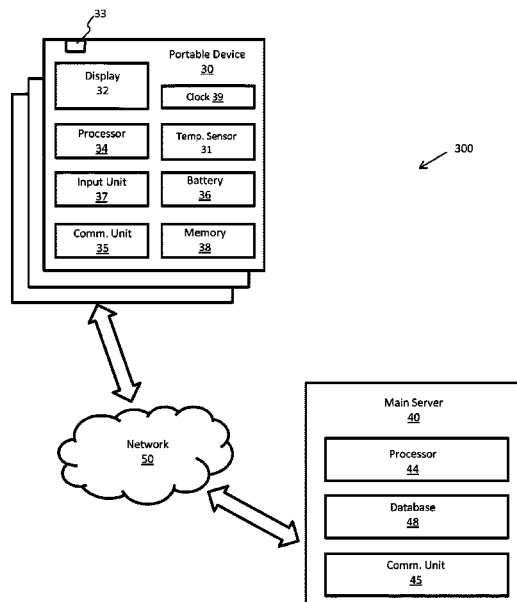 33
Portable Device
30
Display
32
Clock 39
Processor
34
Temp. Sensor
31
300
Input Unit
37
Battery
36
Comm. Unit
35
Memory
38
Network
50
Main Server
40
Processor
44
Database
48
Comm. Unit
45